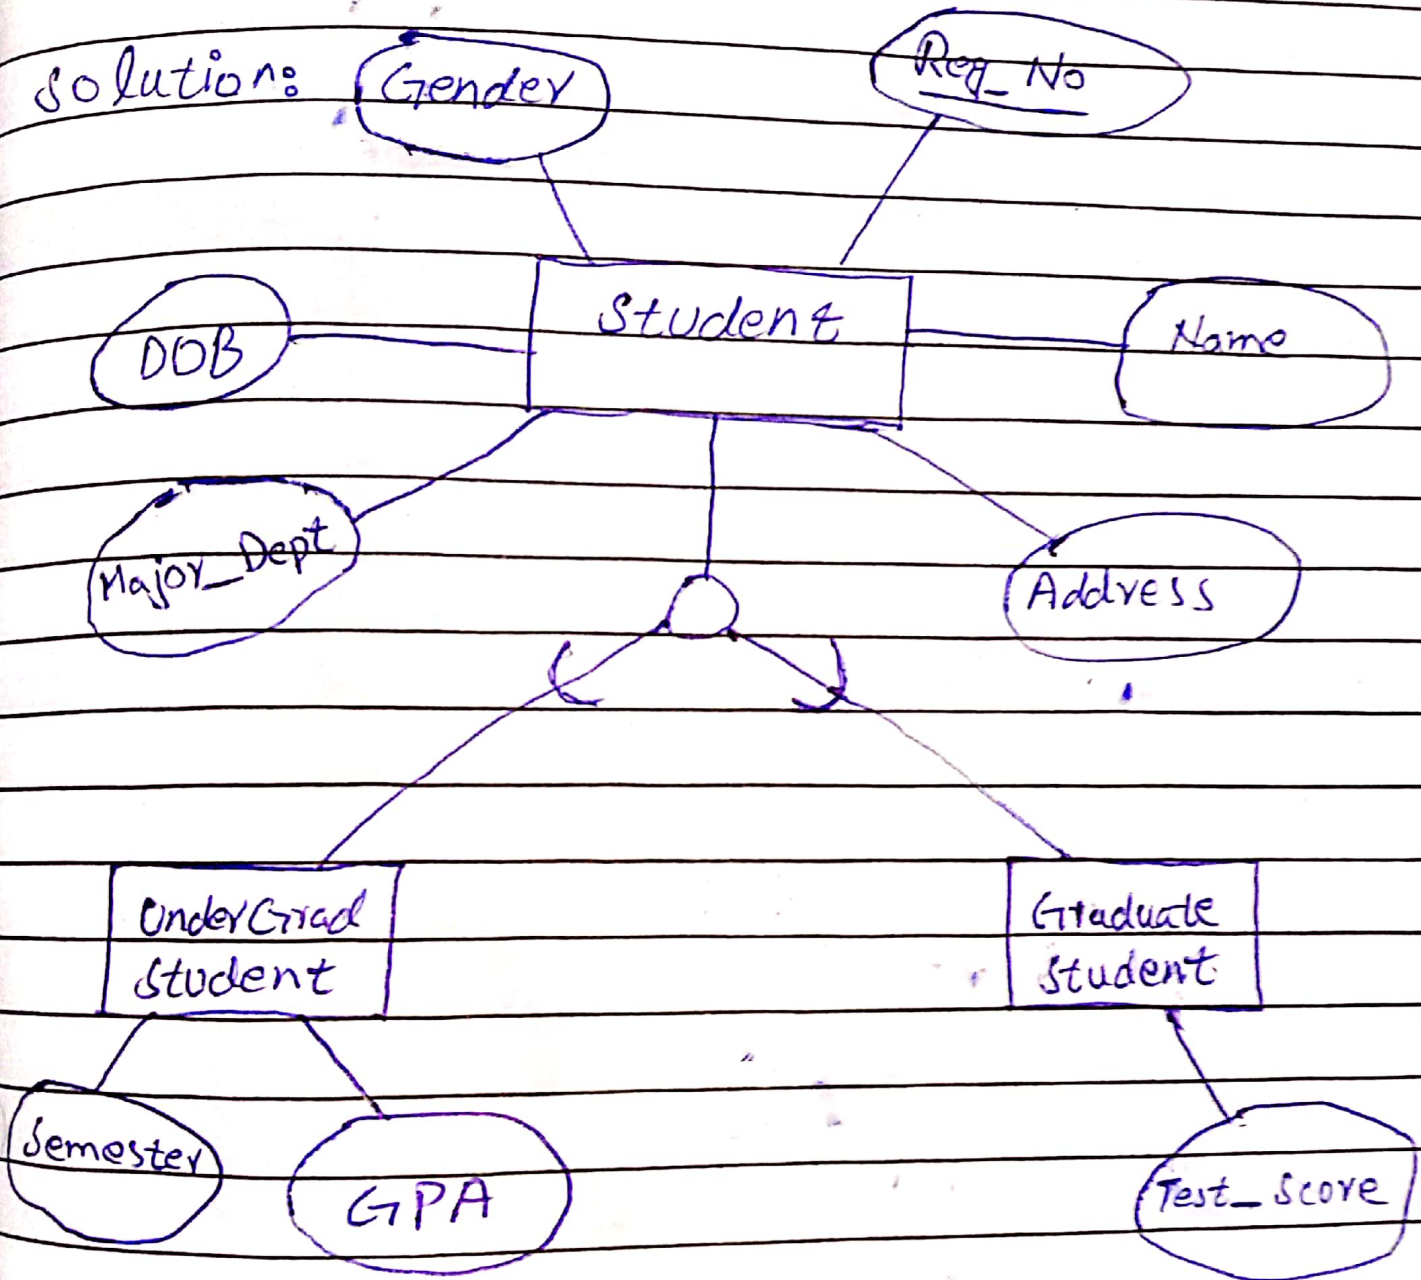 Solution:
Gender
Reg_No
Student
DOB
Name
Major_Dept
Address
UnderGrad
Student
Graduate
Student
Semester
GPA
Test_Score